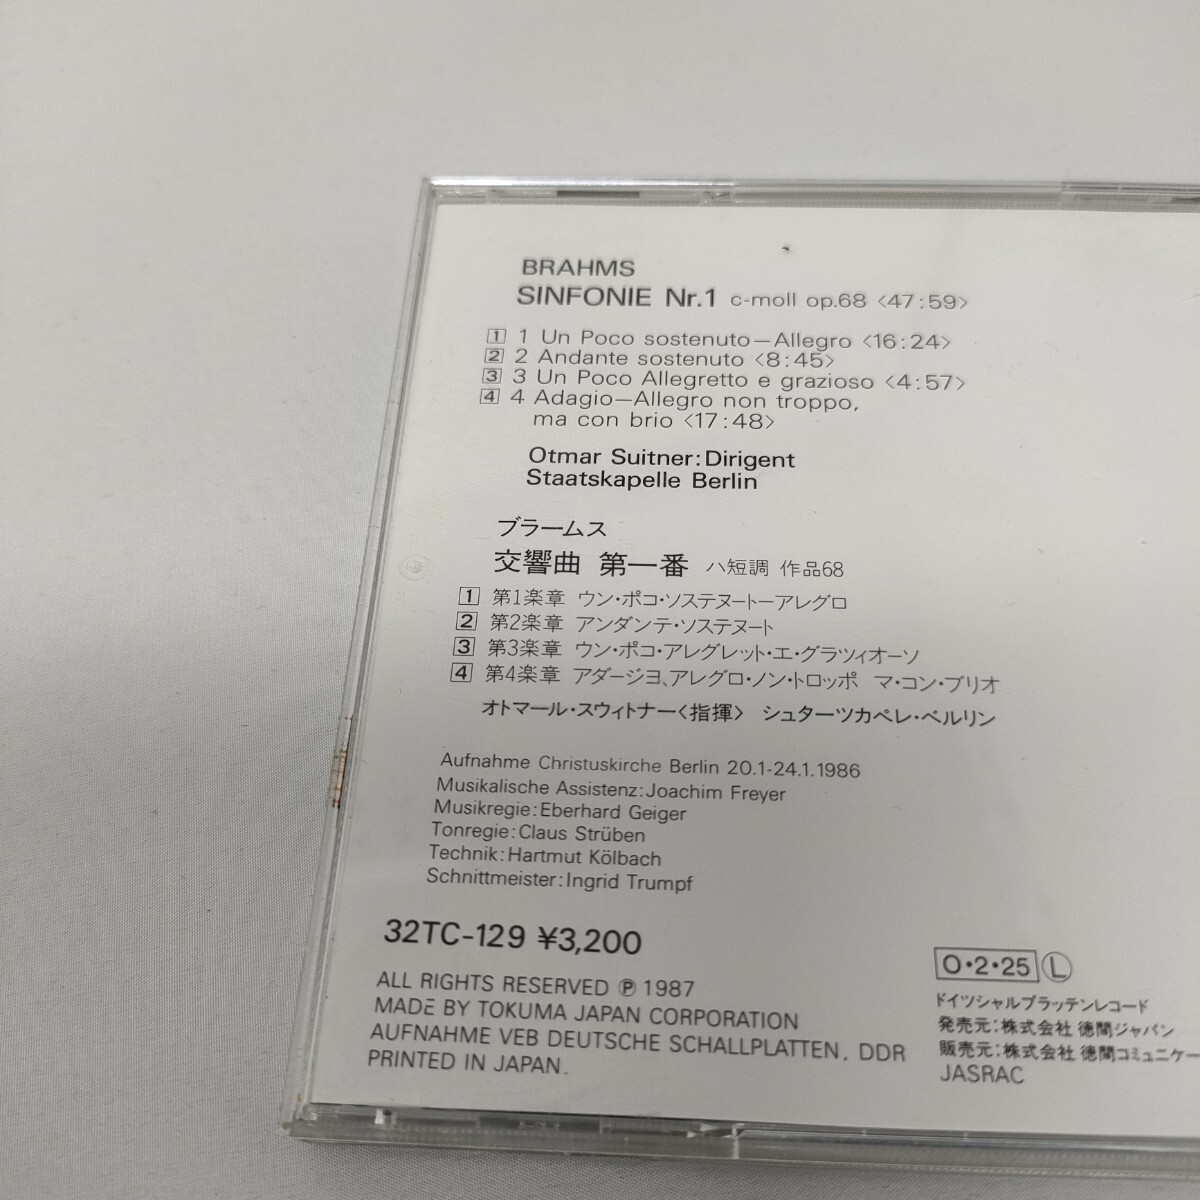 BRAHMS
SINFONIE Nr.1 c-moll op.68 <47:59>
1 1 Un Poco sostenuto—Allegro <16:24>
2 2 Andante sostenuto <8:45>
3 3 Un Poco Allegretto e grazioso <4:57>
4 4 Adagio—Allegro non troppo,
ma con brio <17:48>
Otmar Suitner:Dirigent
Staatskapelle Berlin
ブラームス
交響曲 第一番 ハ短調 作品68
1 第1楽章 ウン・ポコ・ソステヌートーアレグロ
2 第2楽章 アンダンテ・ソステヌート
3 第3楽章 ウン・ポコ・アレグレット・エ・グラツィオーソ
4 第4楽章 アダージヨ、アレグロ・ノン・トロッポ マ・コン・ブリオ
オトマール・スウィトナー<指揮> シュターツカペレ・ベルリン
Aufnahme Christuskirche Berlin 20.1-24.1.1986
Musikalische Assistenz:Joachim Freyer
Musikregie:Eberhard Geiger
Tonregie:Claus Strüben
Technik:Hartmut Kölbach
Schnittmeister:Ingrid Trumpf
32TC-129 ¥3,200
ALL RIGHTS RESERVED Ⓟ 1987
MADE BY TOKUMA JAPAN CORPORATION
AUFNAHME VEB DEUTSCHE SCHALLPLATTEN, DDR
PRINTED IN JAPAN.
O・2・25 Ⓛ
ドイツシャルプラッテンレコード
発売元:株式会社 徳間ジャパン
販売元:株式会社 徳間コミュニケー
JASRAC